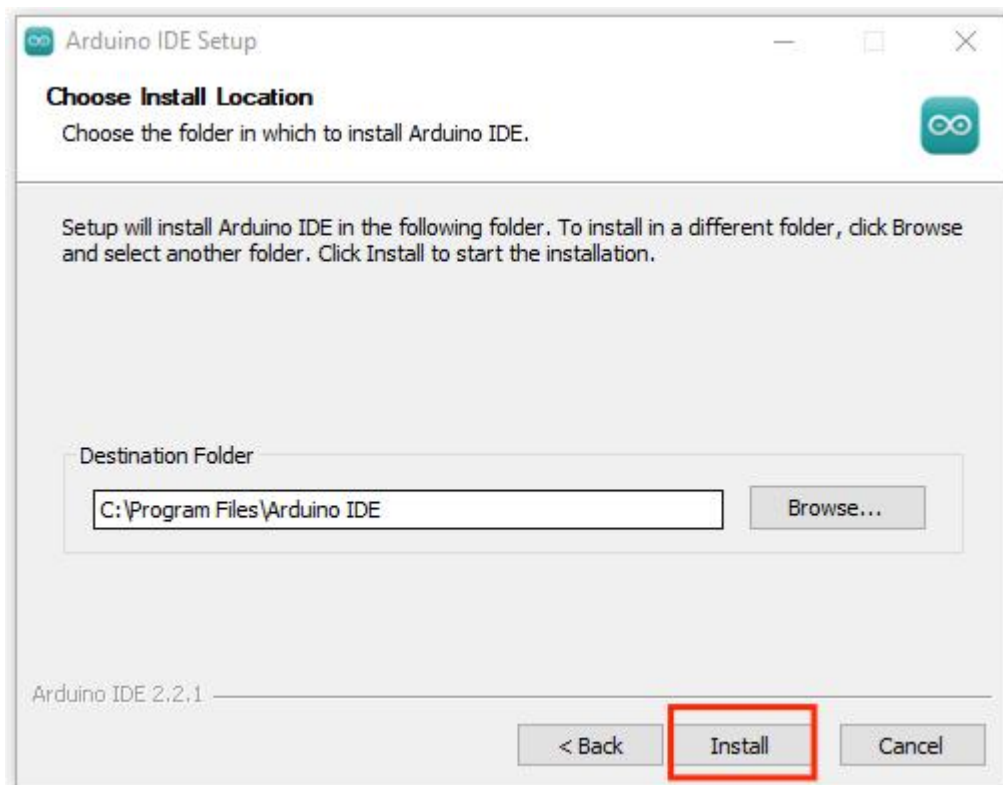 Arduino IDE Setup
Choose Install Location
Choose the folder in which to install Arduino IDE.
Setup will install Arduino IDE in the following folder. To install in a different folder, click Browse
and select another folder. Click Install to start the installation.
Destination Folder
C:\Program Files\Arduino IDE
Browse...
Arduino IDE 2.2.1
< Back
Install
Cancel